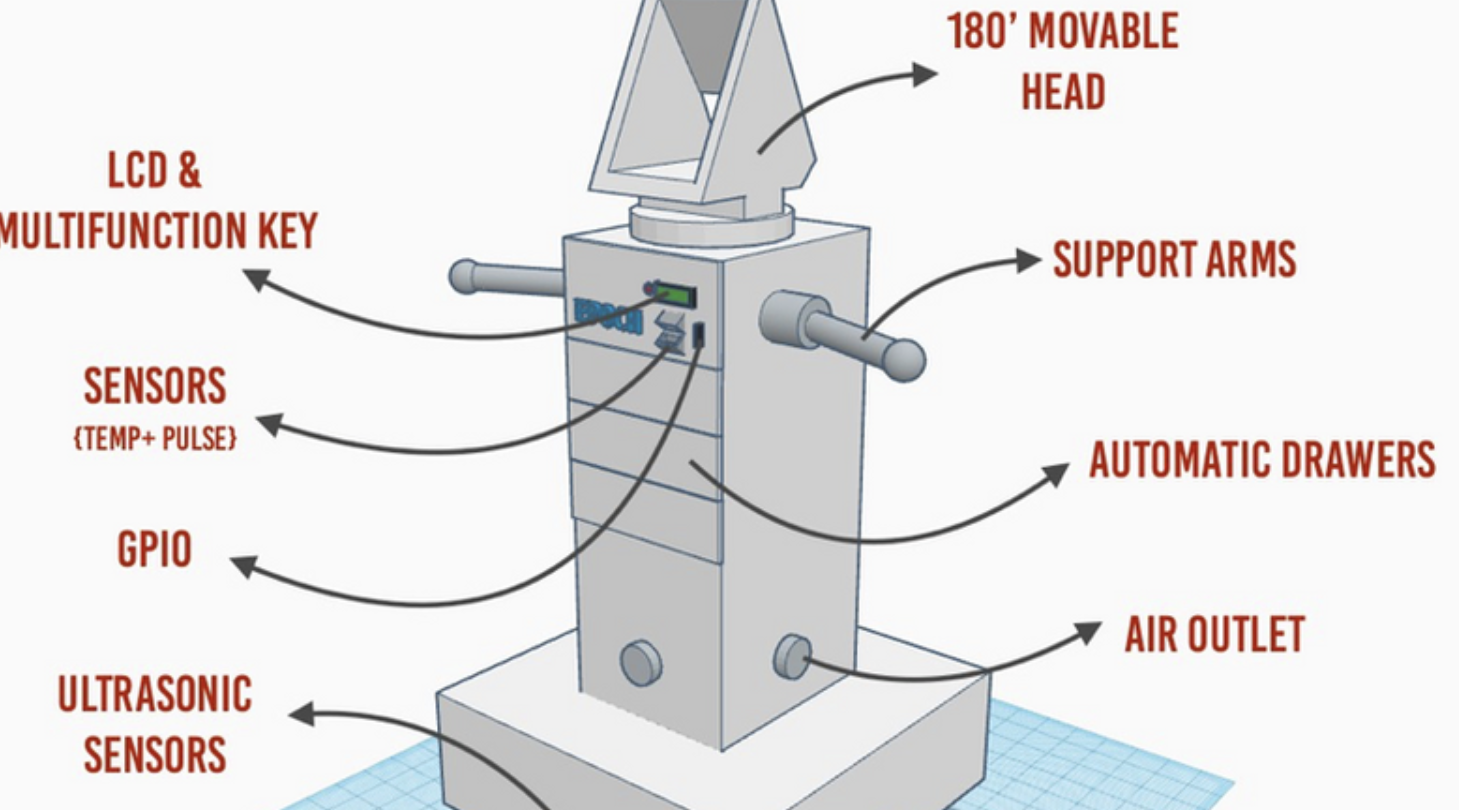 180’ MOVABLE
HEAD
LCD &
MULTIFUNCTION KEY
SUPPORT ARMS
EPOCH
SENSORS
{TEMP+ PULSE}
AUTOMATIC DRAWERS
GPIO
AIR OUTLET
ULTRASONIC
SENSORS